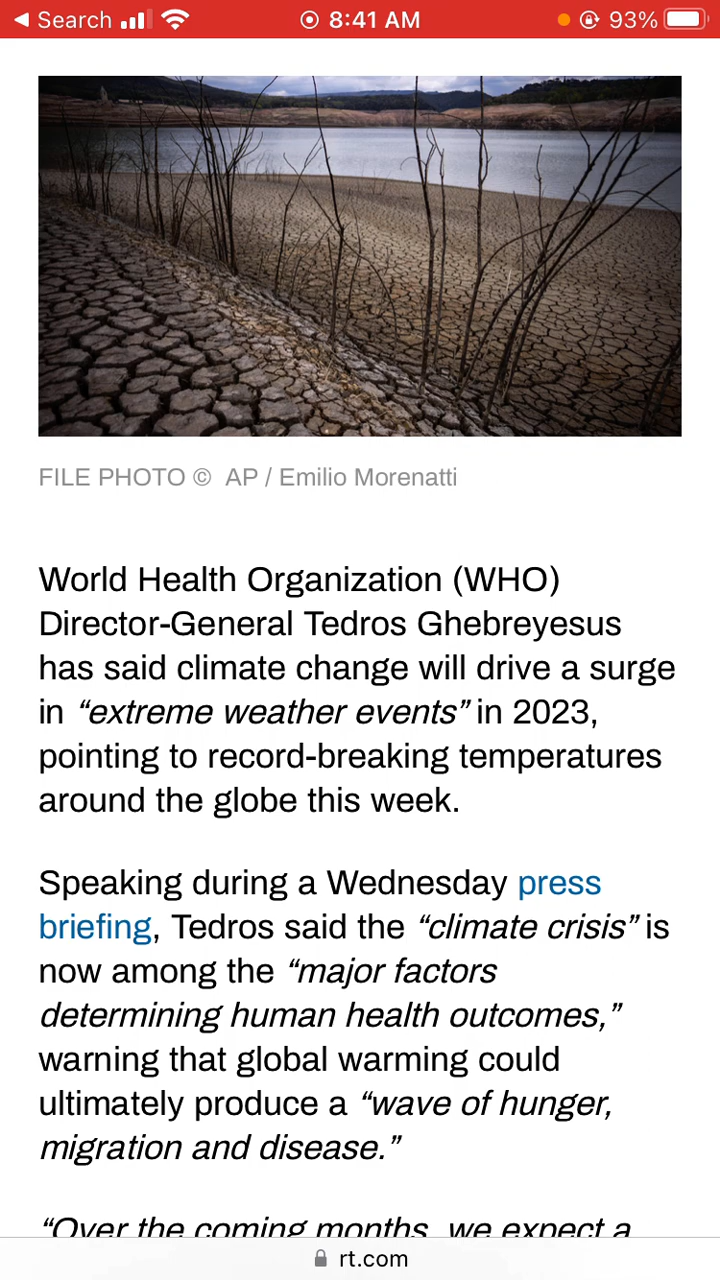 Search 8:41 AM 93%
FILE PHOTO © AP / Emilio Morenatti
World Health Organization (WHO)
Director-General Tedros Ghebreyesus
has said climate change will drive a surge
in “extreme weather events” in 2023,
pointing to record-breaking temperatures
around the globe this week.
Speaking during a Wednesday press
briefing, Tedros said the “climate crisis” is
now among the “major factors
determining human health outcomes,”
warning that global warming could
ultimately produce a “wave of hunger,
migration and disease.”
“Over the coming months, we expect a
rt.com